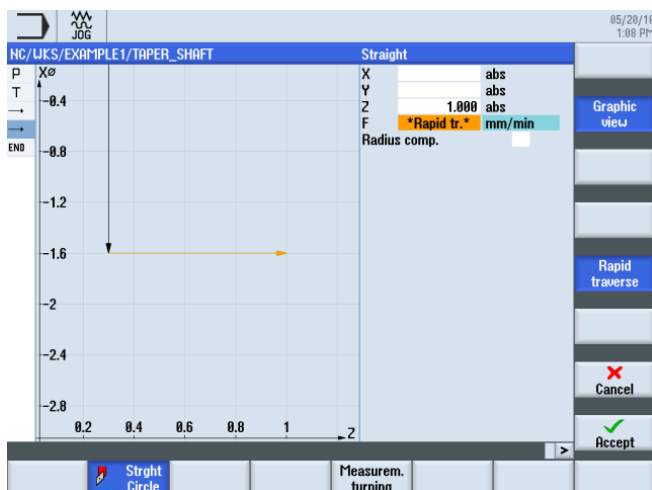 JOG
05/20/1
1:08 PM
NC/WKS/EXAMPLE1/TAPER_SHAFT
Straight
P
T
END
XØ
-0.4
-0.8
-1.2
-1.6
-2
-2.4
-2.8
0.2 0.4 0.6 0.8 1 Z
X abs
Y abs
Z 1.000 abs
F *Rapid tr.* mm/min
Radius comp.
Graphic
view
Rapid
traverse
Cancel
Accept
>
Strght
Circle
Measurem.
turning